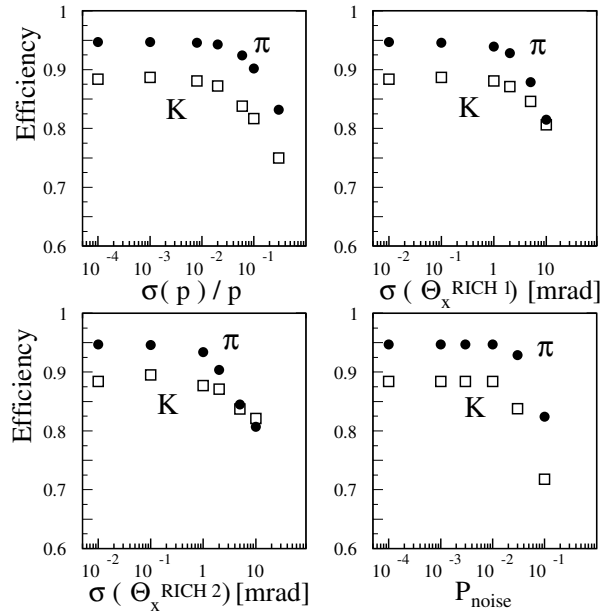 Efficiency
1
0.9
0.8
0.7
0.6
π
K
10⁻⁴ 10⁻³ 10⁻² 10⁻¹
σ(p)/p
1
0.9
0.8
0.7
0.6
π
K
10⁻² 10⁻¹ 1 10
σ(Θₓ^RICH 1) [mrad]
Efficiency
1
0.9
0.8
0.7
0.6
π
K
10⁻² 10⁻¹ 1 10
σ(Θₓ^RICH 2) [mrad]
1
0.9
0.8
0.7
0.6
π
K
10⁻⁴ 10⁻³ 10⁻² 10⁻¹
P_noise